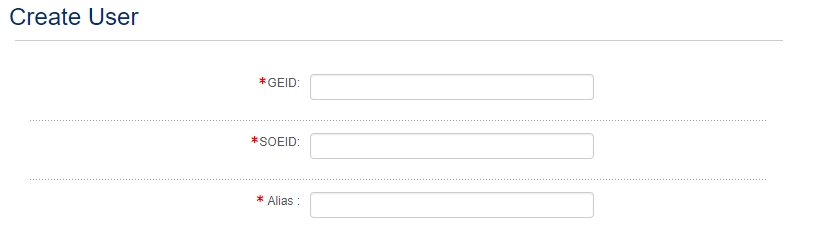 Create User
*GEID:
*SOEID:
* Alias :